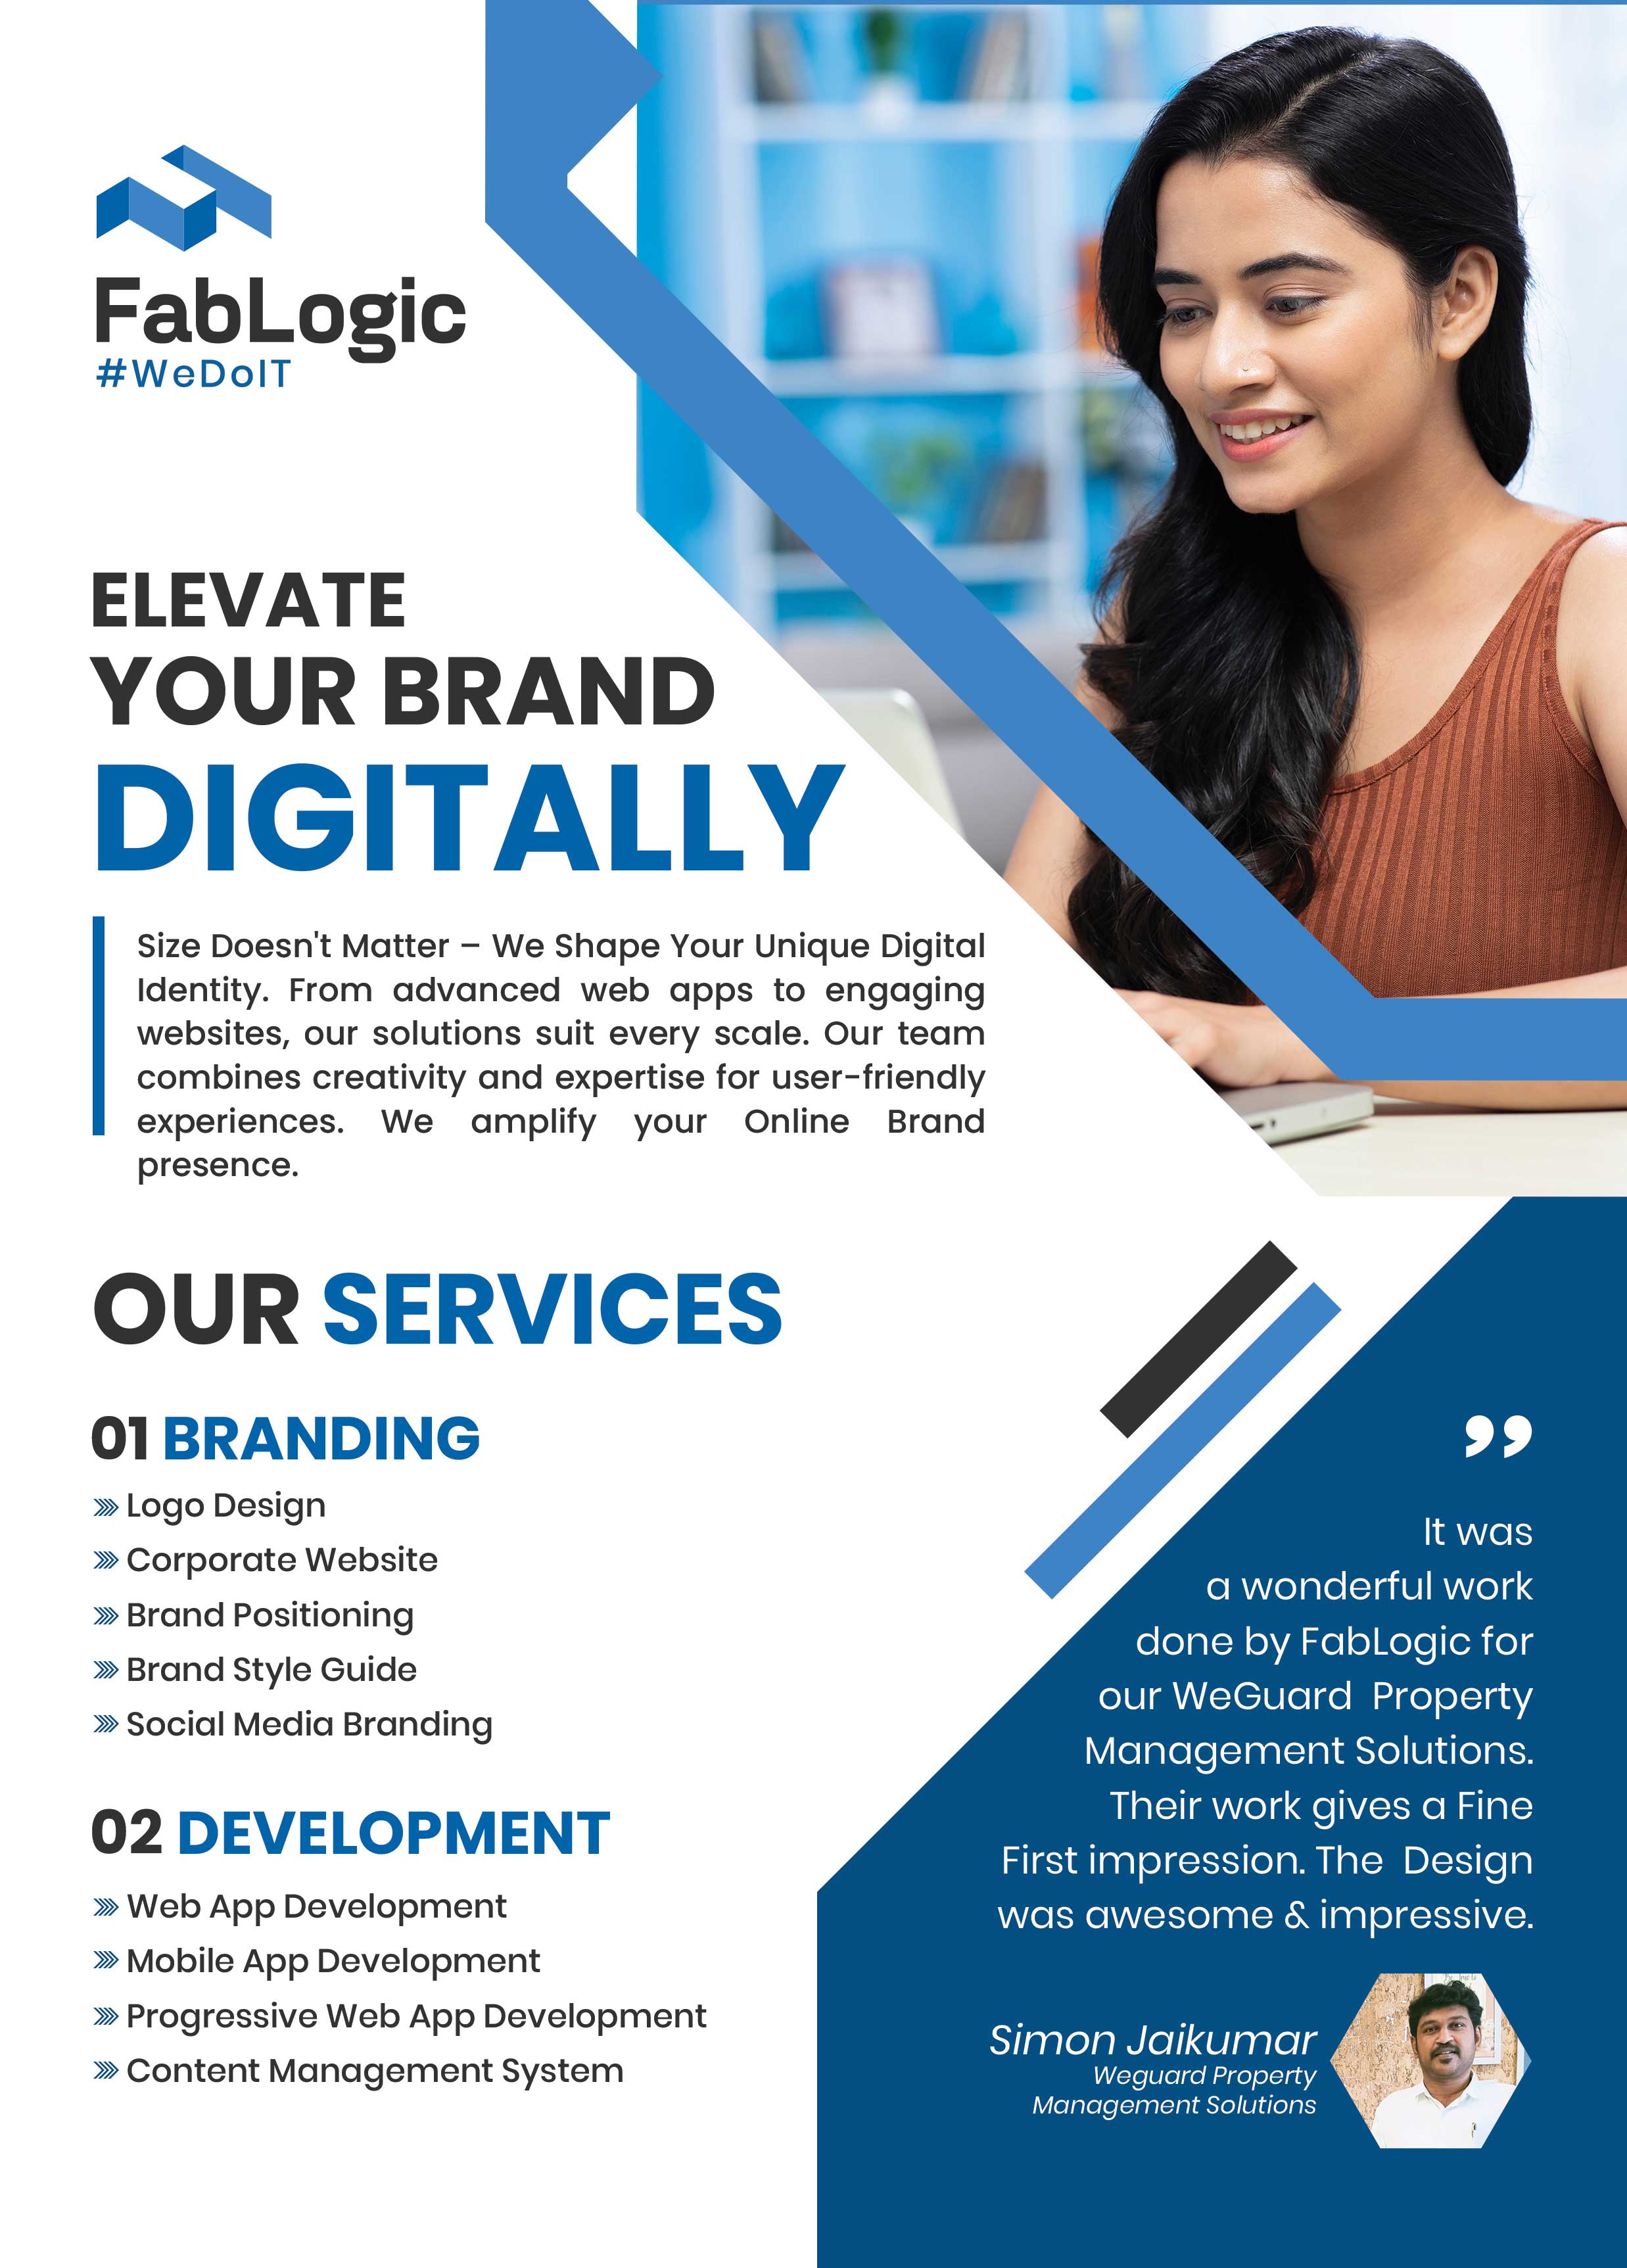 FabLogic
#WeDoIT
ELEVATE
YOUR BRAND
DIGITALLY
Size Doesn't Matter – We Shape Your Unique Digital
Identity. From advanced web apps to engaging
websites, our solutions suit every scale. Our team
combines creativity and expertise for user-friendly
experiences. We amplify your Online Brand
presence.
OUR SERVICES
01 BRANDING
Logo Design
Corporate Website
Brand Positioning
Brand Style Guide
Social Media Branding
02 DEVELOPMENT
Web App Development
Mobile App Development
Progressive Web App Development
Content Management System
”
It was
a wonderful work
done by FabLogic for
our WeGuard  Property
Management Solutions.
Their work gives a Fine
First impression. The  Design
was awesome & impressive.
Simon Jaikumar
Weguard Property
Management Solutions